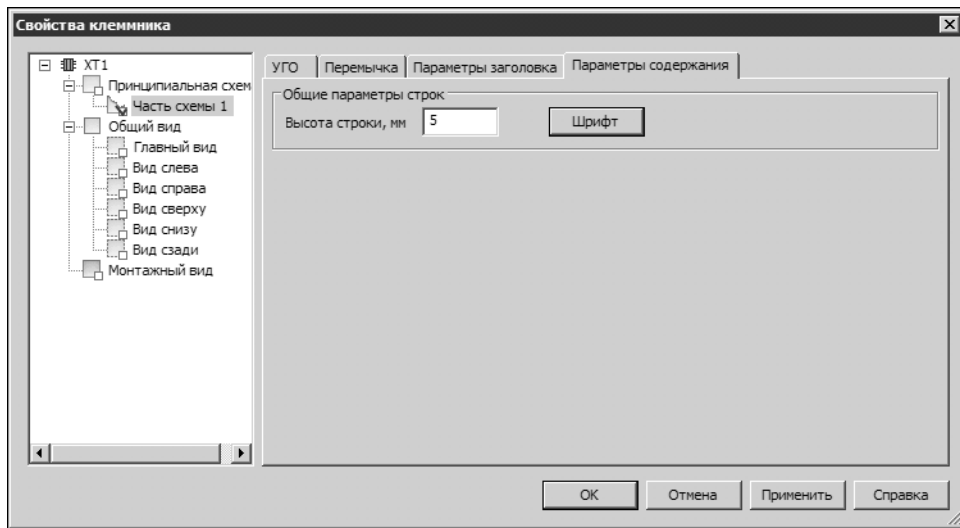 Свойства клеммника
XT1
Принципиальная схем
Часть схемы 1
Общий вид
Главный вид
Вид слева
Вид справа
Вид сверху
Вид снизу
Вид сзади
Монтажный вид
УГО Перемычка Параметры заголовка Параметры содержания
Общие параметры строк
Высота строки, мм 5 Шрифт
OK Отмена Применить Справка